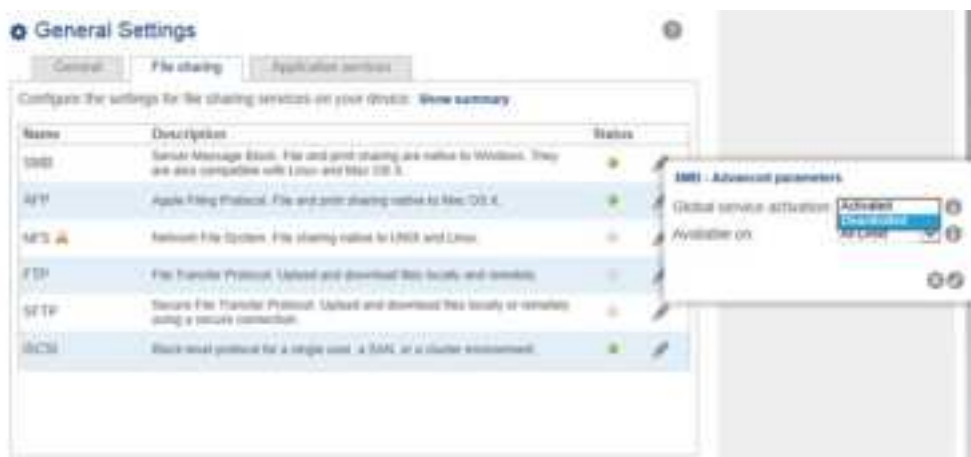 General Settings
General File sharing Application services
Configure the settings for file sharing services on your device. Show summary
Name Description Status
SMB Server Message Block. File and print sharing are native to Windows. They
are also compatible with Linux and Mac OS X.
AFP Apple Filing Protocol. File and print sharing native to Mac OS X.
NFS Network File System. File sharing native to UNIX and Linux.
FTP File Transfer Protocol. Upload and download files locally and remotely.
SFTP Secure File Transfer Protocol. Upload and download files locally or remotely
using a secure connection.
iSCSI Block-level protocol for a single user, a SAN, or a cluster environment.
SMB - Advanced parameters
Global service activation: Activated
Deactivated
Available on: